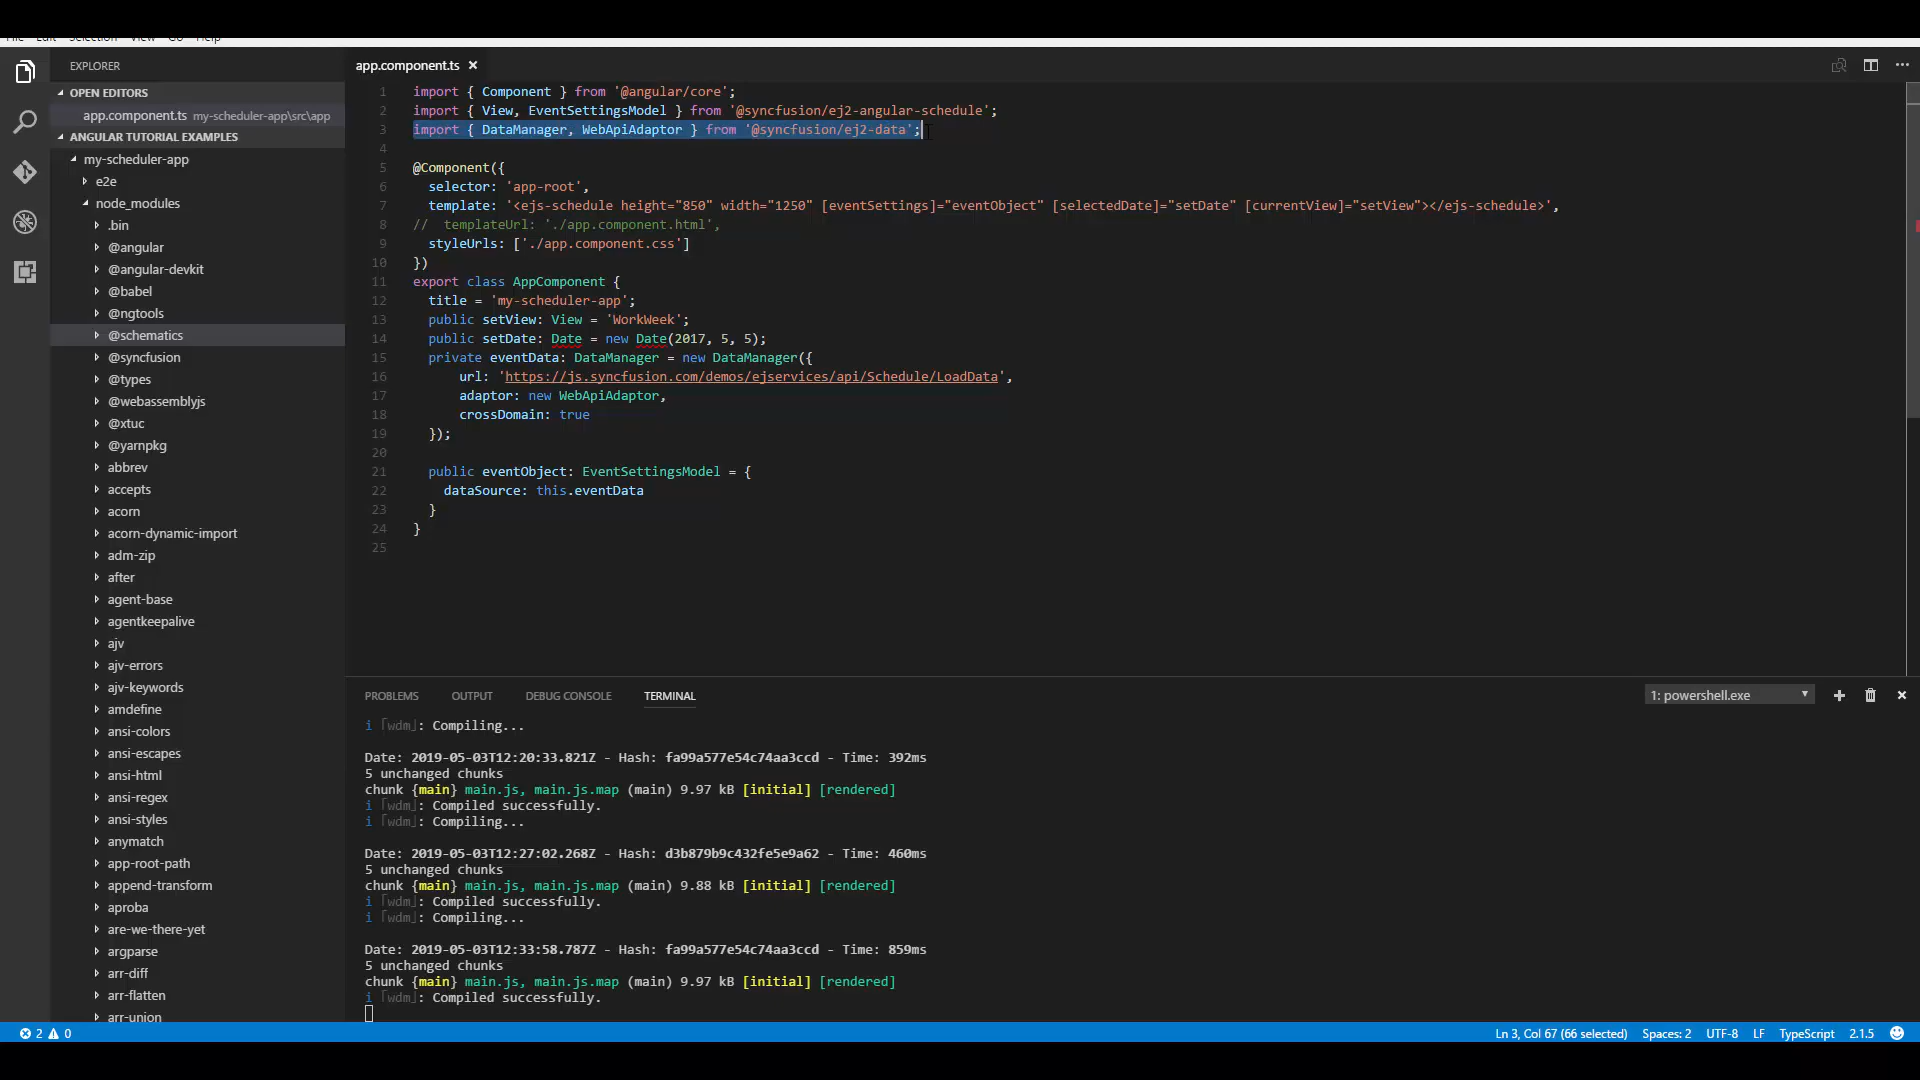 File Edit Selection View Go Help
EXPLORER
OPEN EDITORS
app.component.ts my-scheduler-app\src\app
ANGULAR TUTORIAL EXAMPLES
my-scheduler-app
e2e
node_modules
.bin
@angular
@angular-devkit
@babel
@ngtools
@schematics
@syncfusion
@types
@webassemblyjs
@xtuc
@yarnpkg
abbrev
accepts
acorn
acorn-dynamic-import
adm-zip
after
agent-base
agentkeepalive
ajv
ajv-errors
ajv-keywords
amdefine
ansi-colors
ansi-escapes
ansi-html
ansi-regex
ansi-styles
anymatch
app-root-path
append-transform
aproba
are-we-there-yet
argparse
arr-diff
arr-flatten
arr-union
app.component.ts
1 import { Component } from '@angular/core';
2 import { View, EventSettingsModel } from '@syncfusion/ej2-angular-schedule';
3 import { DataManager, WebApiAdaptor } from '@syncfusion/ej2-data';
4
5 @Component({
6 selector: 'app-root',
7 template: '<ejs-schedule height="850" width="1250" [eventSettings]="eventObject" [selectedDate]="setDate" [currentView]="setView"></ejs-schedule>',
8 // templateUrl: './app.component.html',
9 styleUrls: ['./app.component.css']
10 })
11 export class AppComponent {
12 title = 'my-scheduler-app';
13 public setView: View = 'WorkWeek';
14 public setDate: Date = new Date(2017, 5, 5);
15 private eventData: DataManager = new DataManager({
16 url: 'https://js.syncfusion.com/demos/ejservices/api/Schedule/LoadData',
17 adaptor: new WebApiAdaptor,
18 crossDomain: true
19 });
20
21 public eventObject: EventSettingsModel = {
22 dataSource: this.eventData
23 }
24 }
25
PROBLEMS OUTPUT DEBUG CONSOLE TERMINAL 1: powershell.exe
i ｢wdm｣: Compiling...
Date: 2019-05-03T12:20:33.821Z - Hash: fa99a577e54c74aa3ccd - Time: 392ms
5 unchanged chunks
chunk {main} main.js, main.js.map (main) 9.97 kB [initial] [rendered]
i ｢wdm｣: Compiled successfully.
i ｢wdm｣: Compiling...
Date: 2019-05-03T12:27:02.268Z - Hash: d3b879b9c432fe5e9a62 - Time: 460ms
5 unchanged chunks
chunk {main} main.js, main.js.map (main) 9.88 kB [initial] [rendered]
i ｢wdm｣: Compiled successfully.
i ｢wdm｣: Compiling...
Date: 2019-05-03T12:33:58.787Z - Hash: fa99a577e54c74aa3ccd - Time: 859ms
5 unchanged chunks
chunk {main} main.js, main.js.map (main) 9.97 kB [initial] [rendered]
i ｢wdm｣: Compiled successfully.
2 0 Ln 3, Col 67 (66 selected) Spaces: 2 UTF-8 LF TypeScript 2.1.5